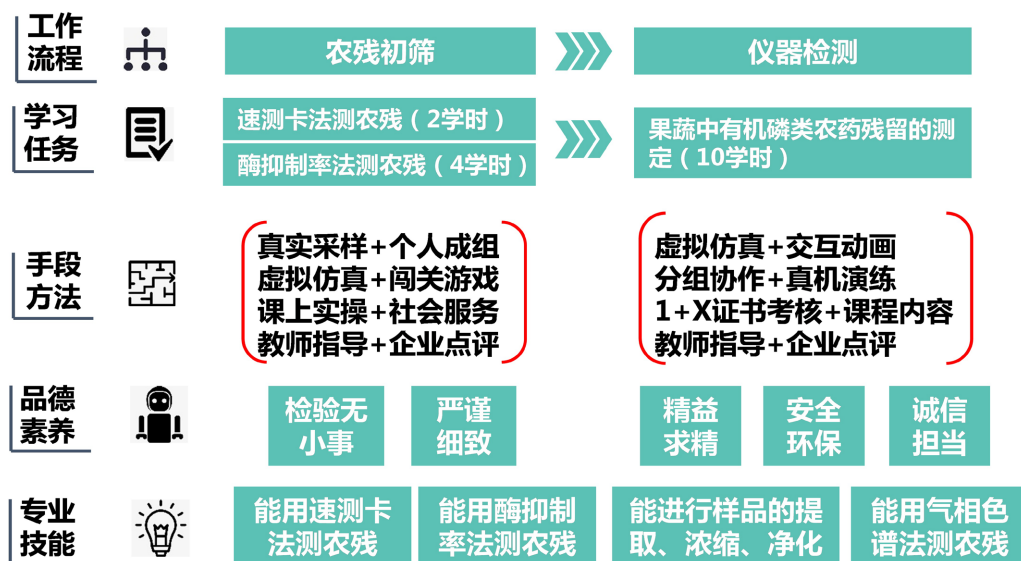 工作
流程
农残初筛
仪器检测
学习
任务
速测卡法测农残（2学时）
酶抑制率法测农残（4学时）
果蔬中有机磷类农药残留的测
定（10学时）
手段
方法
真实采样+个人成组
虚拟仿真+闯关游戏
课上实操+社会服务
教师指导+企业点评
虚拟仿真+交互动画
分组协作+真机演练
1+X证书考核+课程内容
教师指导+企业点评
品德
素养
检验无
小事
严谨
细致
精益
求精
安全
环保
诚信
担当
专业
技能
能用速测卡
法测农残
能用酶抑制
率法测农残
能进行样品的提
取、浓缩、净化
能用气相色
谱法测农残